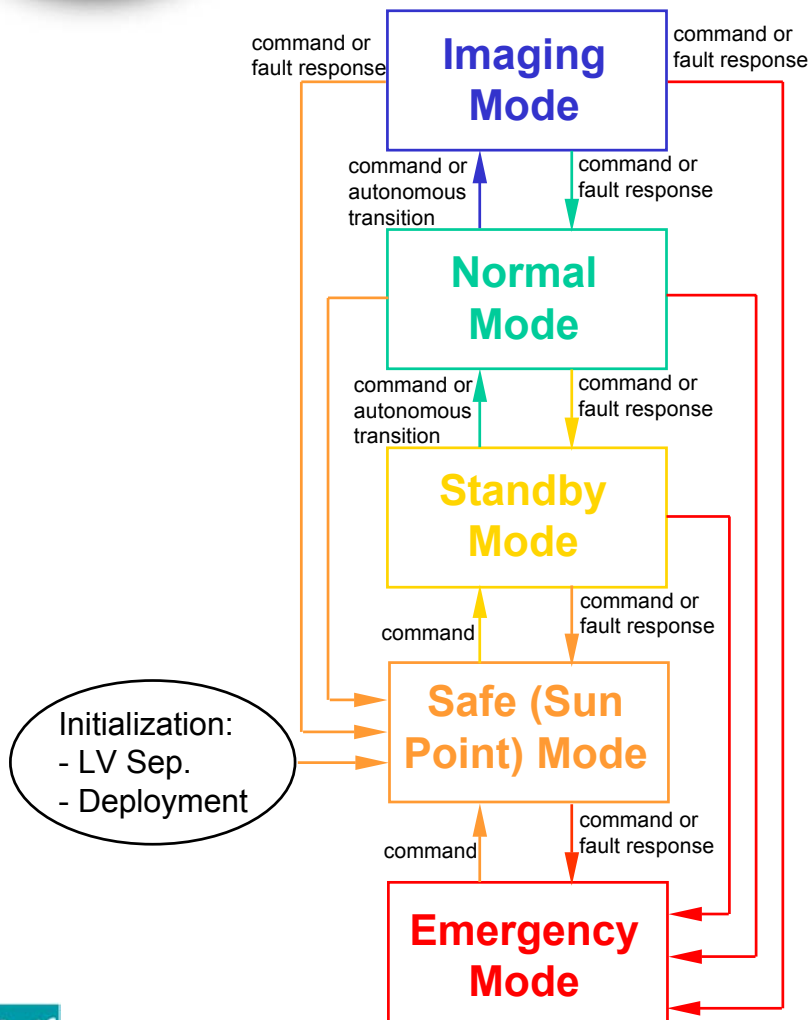 command or
fault response
Imaging
Mode
command or
fault response
command or
autonomous
transition
command or
fault response
Normal
Mode
command or
autonomous
transition
command or
fault response
Standby
Mode
command
command or
fault response
Initialization:
- LV Sep.
- Deployment
Safe (Sun
Point) Mode
command
command or
fault response
Emergency
Mode